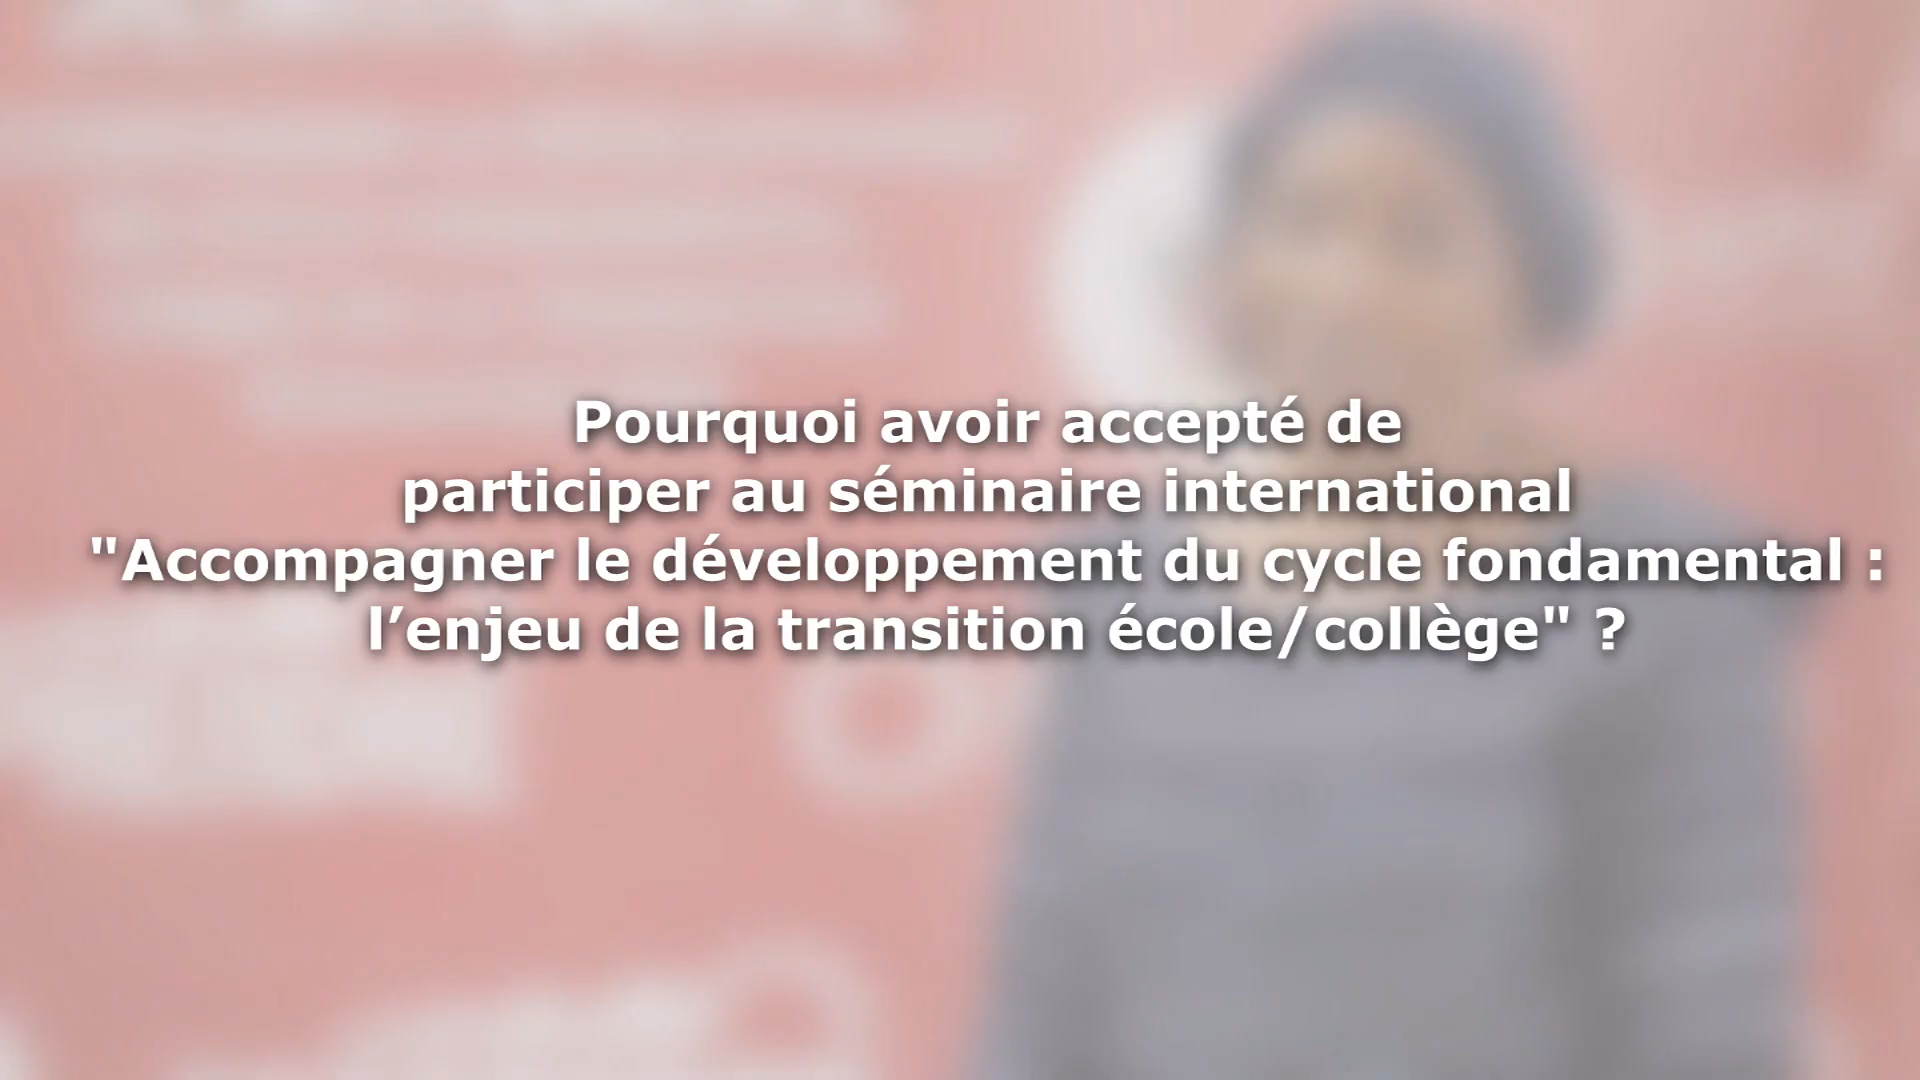 Pourquoi avoir accepté de
participer au séminaire international
"Accompagner le développement du cycle fondamental :
l’enjeu de la transition école/collège" ?